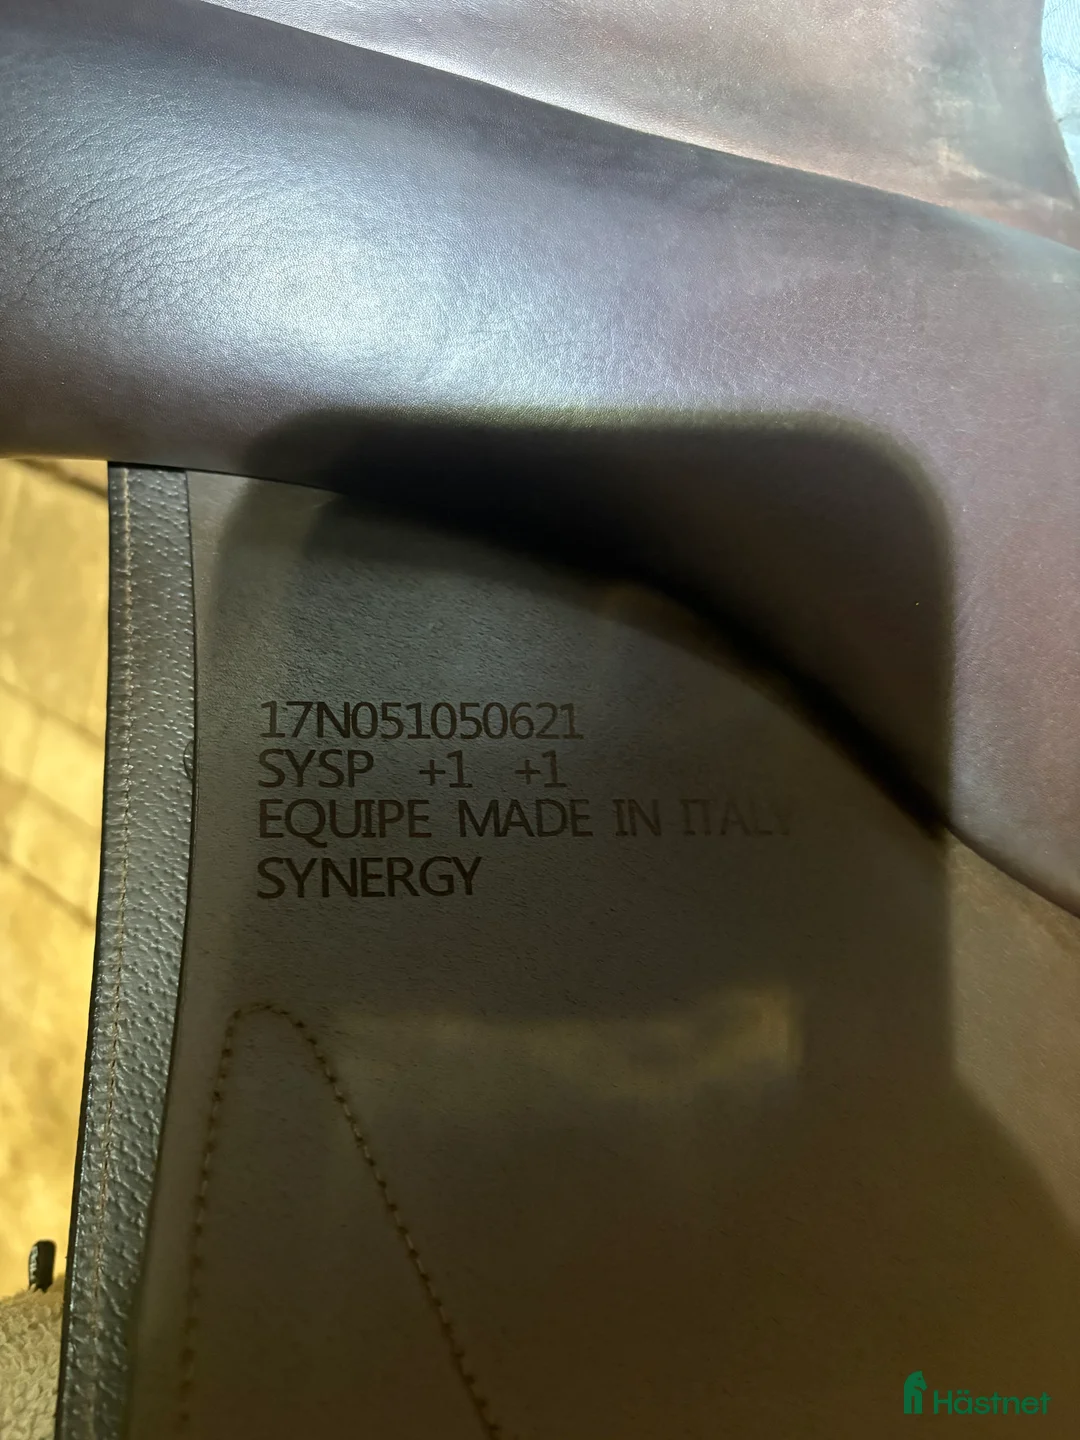 17N051050621
SYSP +1 +1
EQUIPE MADE IN ITALY
SYNERGY
Hästnet